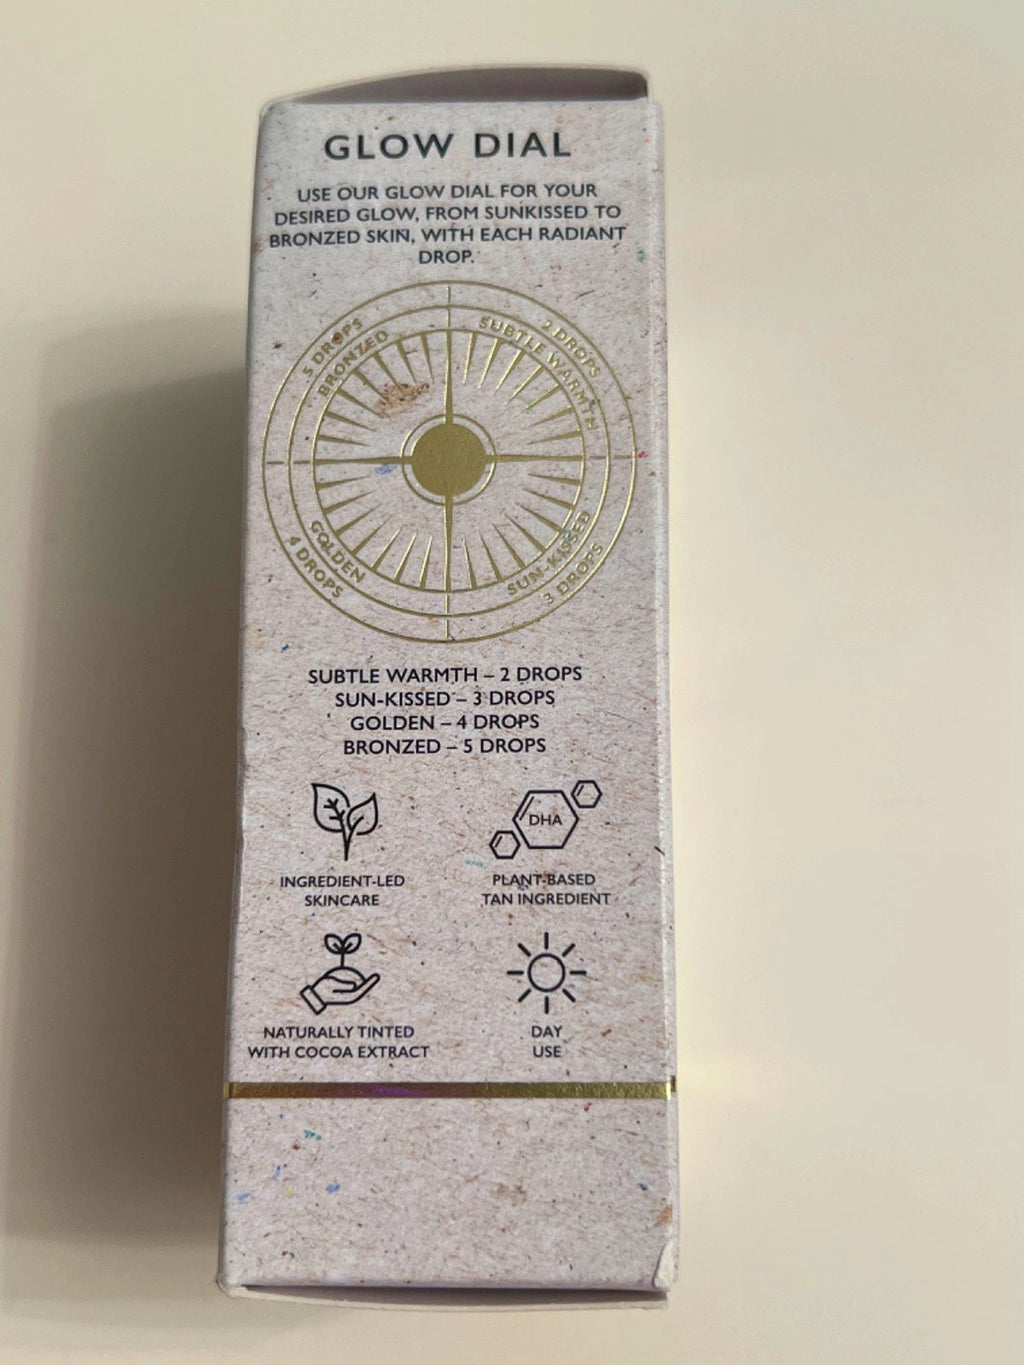 GLOW DIAL
USE OUR GLOW DIAL FOR YOUR
DESIRED GLOW, FROM SUNKISSED TO
BRONZED SKIN, WITH EACH RADIANT
DROP.
5 DROPS
BRONZED
2 DROPS
SUBTLE WARMTH
GOLDEN
4 DROPS
SUN-KISSED
3 DROPS
SUBTLE WARMTH – 2 DROPS
SUN-KISSED – 3 DROPS
GOLDEN – 4 DROPS
BRONZED – 5 DROPS
DHA
INGREDIENT-LED
SKINCARE
PLANT-BASED
TAN INGREDIENT
NATURALLY TINTED
WITH COCOA EXTRACT
DAY
USE